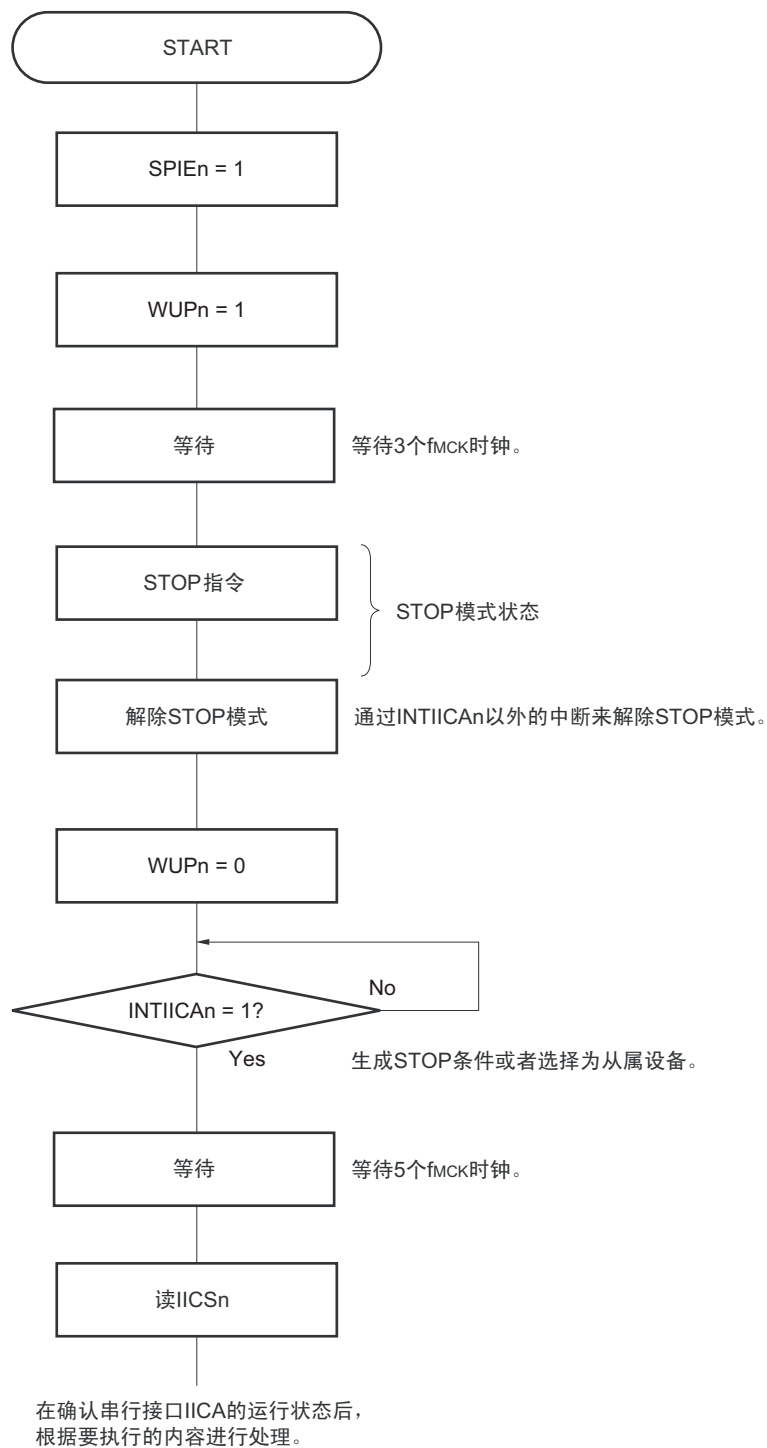 START
SPIEn = 1
WUPn = 1
等待
等待3个fMCK时钟。
STOP指令
STOP模式状态
解除STOP模式
通过INTIICAn以外的中断来解除STOP模式。
WUPn = 0
INTIICAn = 1?
No
Yes
生成STOP条件或者选择为从属设备。
等待
等待5个fMCK时钟。
读IICSn
在确认串行接口IICA的运行状态后，
根据要执行的内容进行处理。